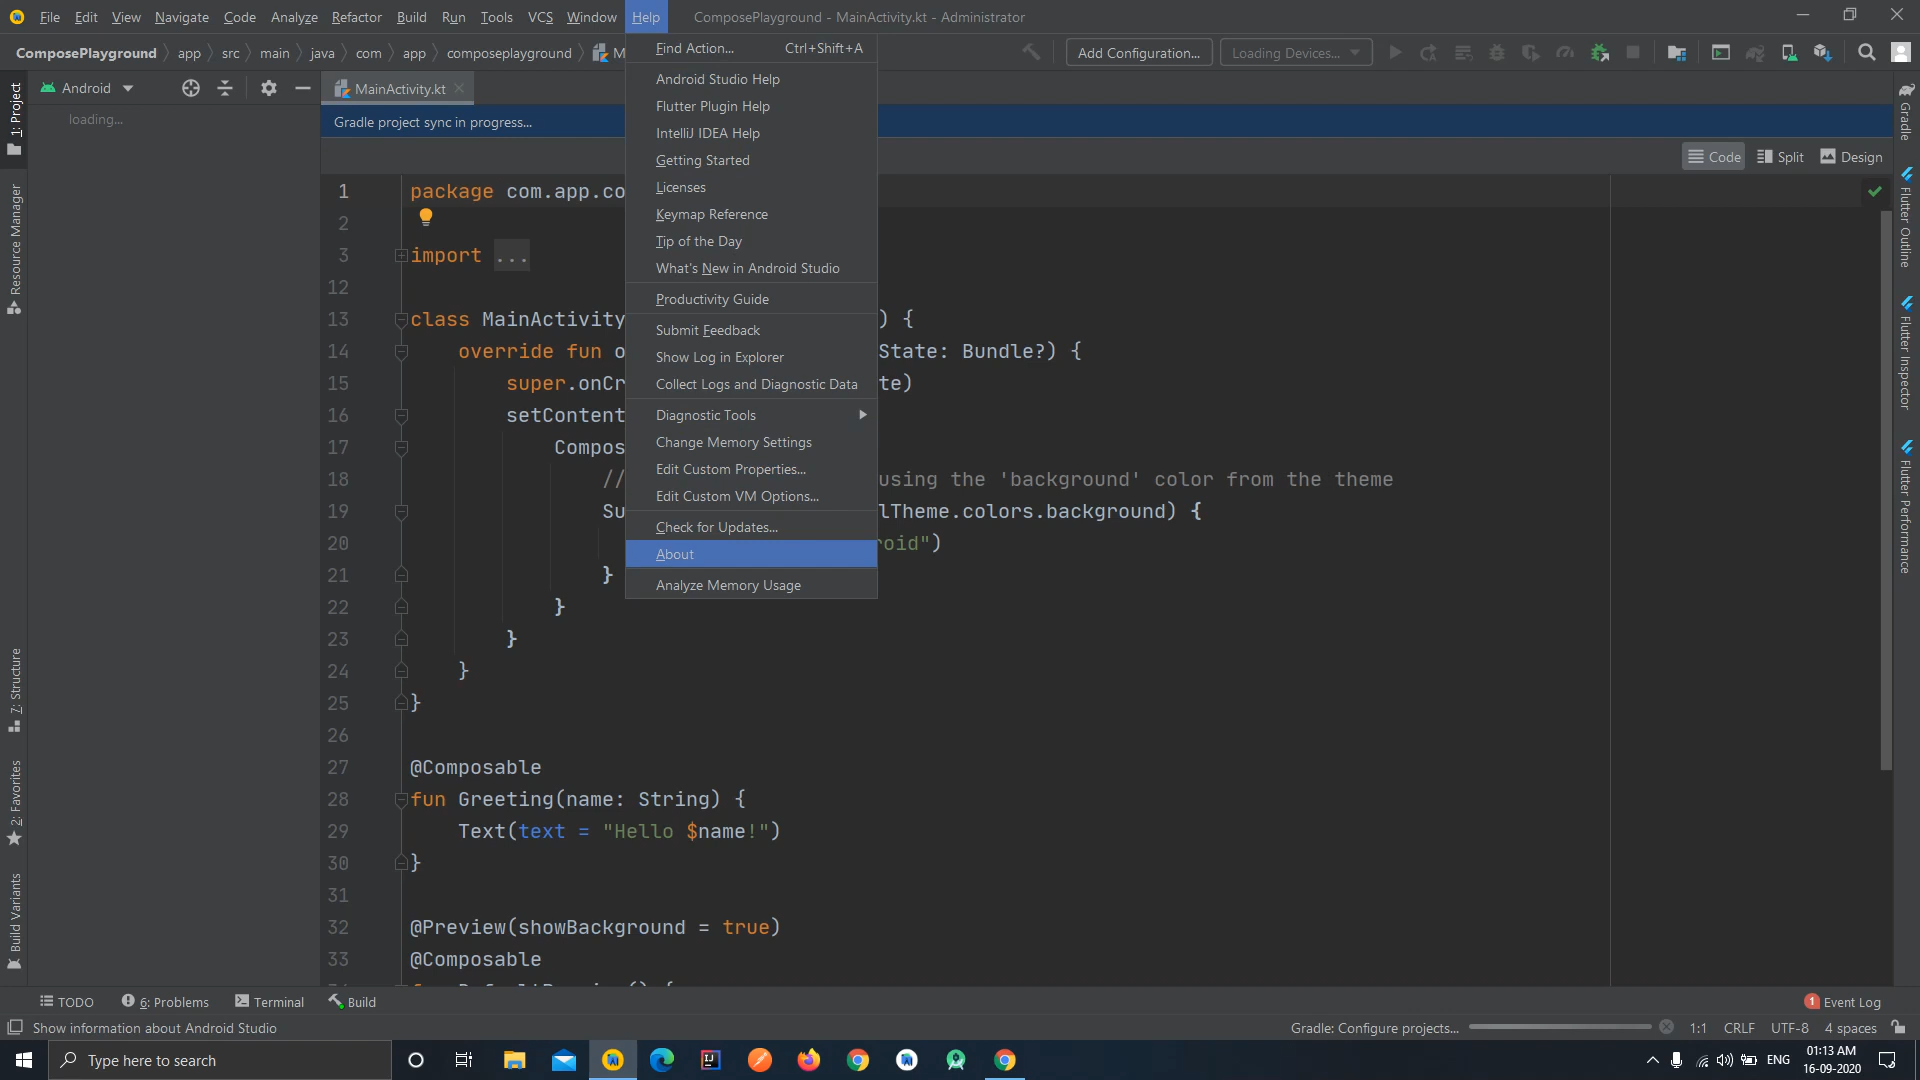 File Edit View Navigate Code Analyze Refactor Build Run Tools VCS Window Help ComposePlayground - MainActivity.kt - Administrator
ComposePlayground app src main java com app composeplayground M Add Configuration... Loading Devices...
Android
MainActivity.kt
loading...
Gradle project sync in progress...
Code Split Design
1: Project
Resource Manager
7: Structure
2: Favorites
Build Variants
Find Action... Ctrl+Shift+A
Android Studio Help
Flutter Plugin Help
IntelliJ IDEA Help
Getting Started
Licenses
Keymap Reference
Tip of the Day
What's New in Android Studio
Productivity Guide
Submit Feedback
Show Log in Explorer
Collect Logs and Diagnostic Data
Diagnostic Tools
Change Memory Settings
Edit Custom Properties...
Edit Custom VM Options...
Check for Updates...
About
Analyze Memory Usage
1 package com.app.co
2
3 import ...
12
13 class MainActivity ) {
14 override fun o State: Bundle?) {
15 super.onCr te)
16 setContent
17 Compos
18 // using the 'background' color from the theme
19 Su lTheme.colors.background) {
20 roid")
21 }
22 }
23 }
24 }
25 }
26
27 @Composable
28 fun Greeting(name: String) {
29 Text(text = "Hello $name!")
30 }
31
32 @Preview(showBackground = true)
33 @Composable
Gradle
Flutter Outline
Flutter Inspector
Flutter Performance
TODO 6: Problems Terminal Build 1 Event Log
Show information about Android Studio Gradle: Configure projects... 1:1 CRLF UTF-8 4 spaces
Type here to search ENG 01:13 AM
16-09-2020